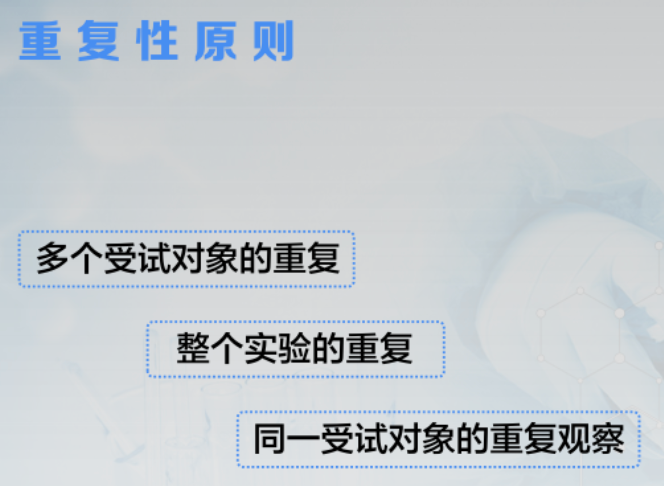 重复性原则
多个受试对象的重复
整个实验的重复
同一受试对象的重复观察